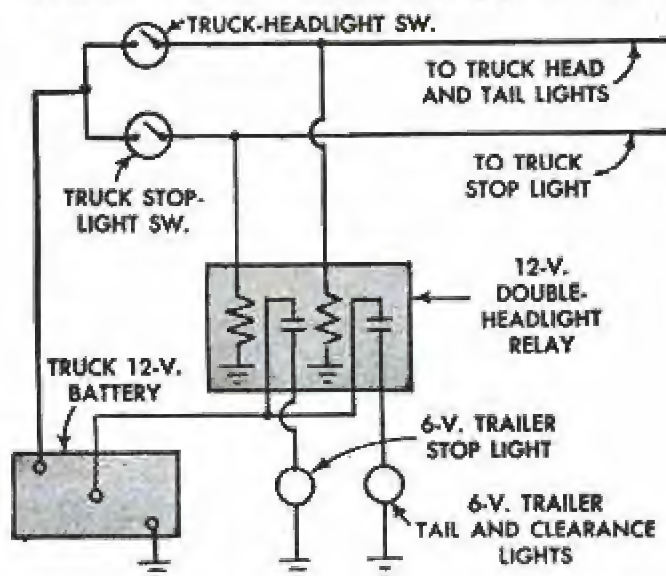 TRUCK-HEADLIGHT SW.
TO TRUCK HEAD
AND TAIL LIGHTS
TO TRUCK
STOP LIGHT
TRUCK STOP-
LIGHT SW.
12-V.
DOUBLE-
HEADLIGHT
RELAY
TRUCK 12-V.
BATTERY
6-V. TRAILER
STOP LIGHT
6-V. TRAILER
TAIL AND CLEARANCE
LIGHTS